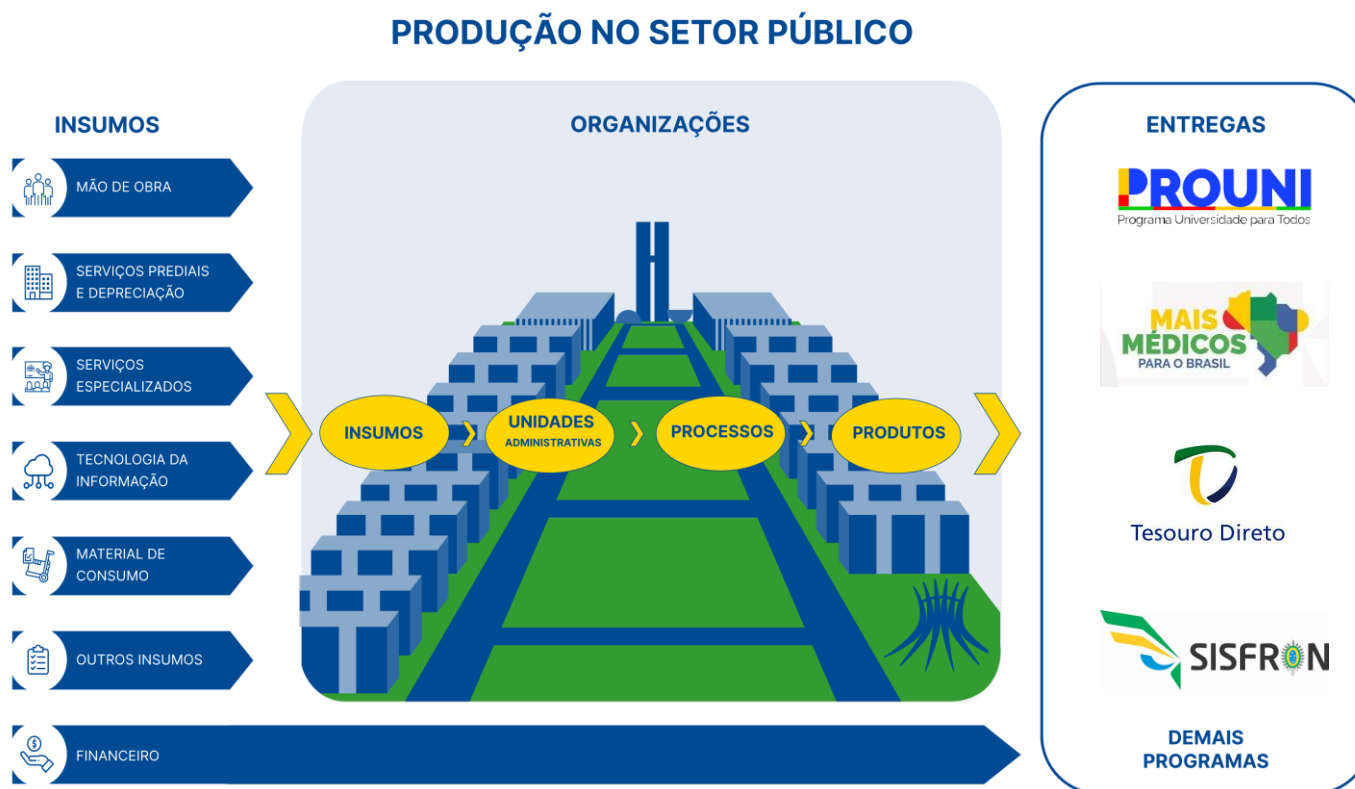 PRODUÇÃO NO SETOR PÚBLICO
INSUMOS
MÃO DE OBRA
SERVIÇOS PREDIAIS
E DEPRECIAÇÃO
SERVIÇOS
ESPECIALIZADOS
TECNOLOGIA DA
INFORMAÇÃO
MATERIAL DE
CONSUMO
OUTROS INSUMOS
FINANCEIRO
ORGANIZAÇÕES
INSUMOS
UNIDADES
ADMINISTRATIVAS
PROCESSOS
PRODUTOS
ENTREGAS
PROUNI
Programa Universidade para Todos
MAIS
MÉDICOS
PARA O BRASIL
Tesouro Direto
SISFRON
DEMAIS
PROGRAMAS